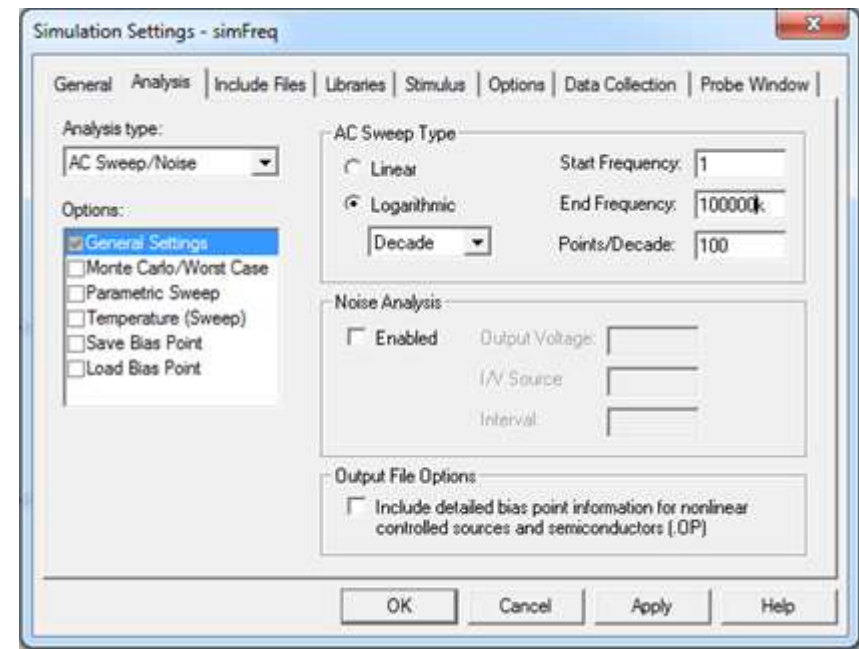 Simulation Settings - simFreq
General Analysis Include Files Libraries Stimulus Options Data Collection Probe Window
Analysis type:
AC Sweep/Noise
Options:
General Settings
Monte Carlo/Worst Case
Parametric Sweep
Temperature (Sweep)
Save Bias Point
Load Bias Point
AC Sweep Type
Linear
Logarithmic
Decade
Start Frequency: 1
End Frequency: 100000k
Points/Decade: 100
Noise Analysis
Enabled
Output Voltage:
I/V Source
Interval:
Output File Options
Include detailed bias point information for nonlinear
controlled sources and semiconductors (.OP)
OK Cancel Apply Help